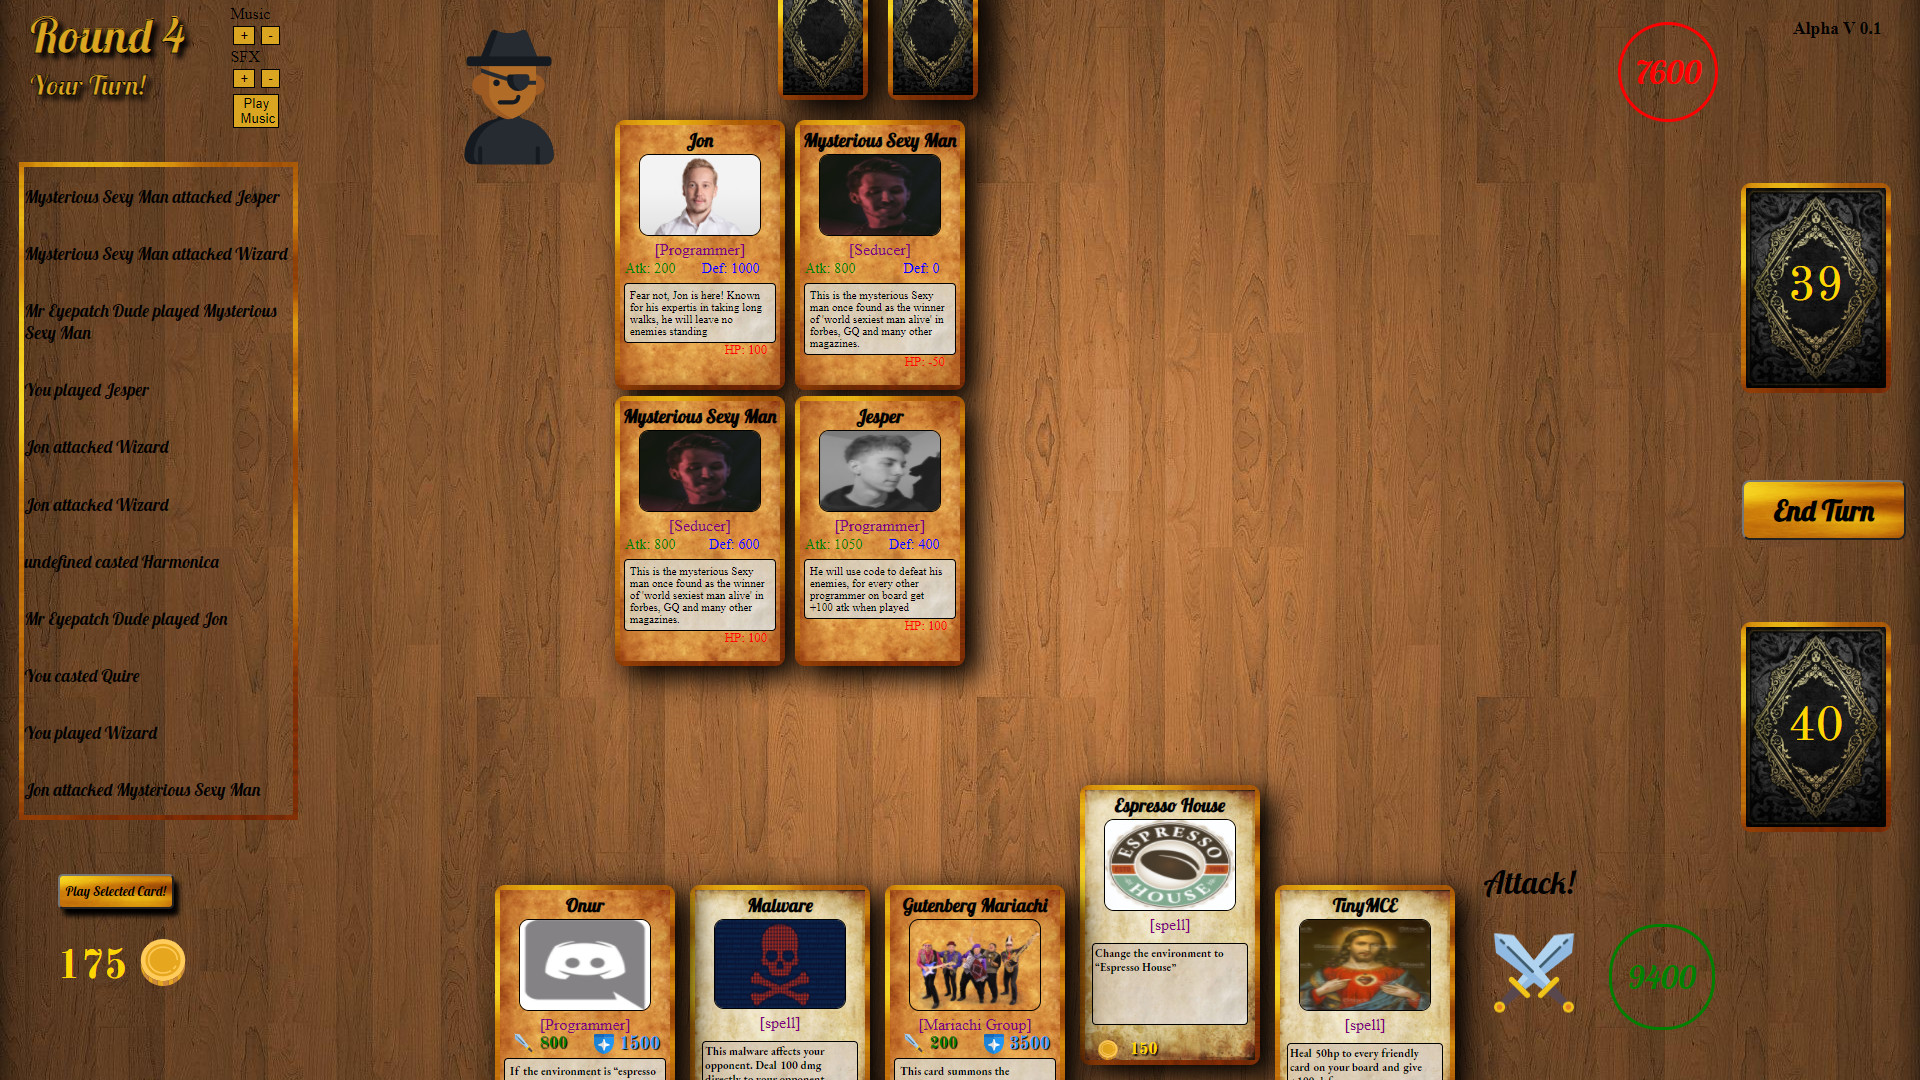 Round 4
Your Turn!
Music
+ -
SFX
+ -
Play
Music
Alpha V 0.1
7600
Mysterious Sexy Man attacked Jesper
Mysterious Sexy Man attacked Wizard
Mr Eyepatch Dude played Mysterious
Sexy Man
You played Jesper
Jon attacked Wizard
Jon attacked Wizard
undefined casted Harmonica
Mr Eyepatch Dude played Jon
You casted Quire
You played Wizard
Jon attacked Mysterious Sexy Man
Jon
[Programmer]
Atk: 200 Def: 1000
Fear not, Jon is here! Known
for his expertis in taking long
walks, he will leave no
enemies standing
HP: 100
Mysterious Sexy Man
[Seducer]
Atk: 800 Def: 0
This is the mysterious Sexy
man once found as the winner
of 'world sexiest man alive' in
forbes, GQ and many other
magazines.
HP: -50
Mysterious Sexy Man
[Seducer]
Atk: 800 Def: 600
This is the mysterious Sexy
man once found as the winner
of 'world sexiest man alive' in
forbes, GQ and many other
magazines.
HP: 100
Jesper
[Programmer]
Atk: 1050 Def: 400
He will use code to defeat his
enemies, for every other
programmer on board get
+100 atk when played
HP: 100
39
End Turn
40
Play Selected Card!
175
Onur
[Programmer]
800 1500
If the environment is “espresso
Malware
[spell]
This malware affects your
opponent. Deal 100 dmg
directly to your opponent
Gutenberg Mariachi
[Mariachi Group]
200 3500
This card summons the
Espresso House
ESPRESSO
HOUSE
[spell]
Change the environment to
“Espresso House”
150
TinyMCE
[spell]
Heal 50hp to every friendly
card on your board and give
Attack!
9400